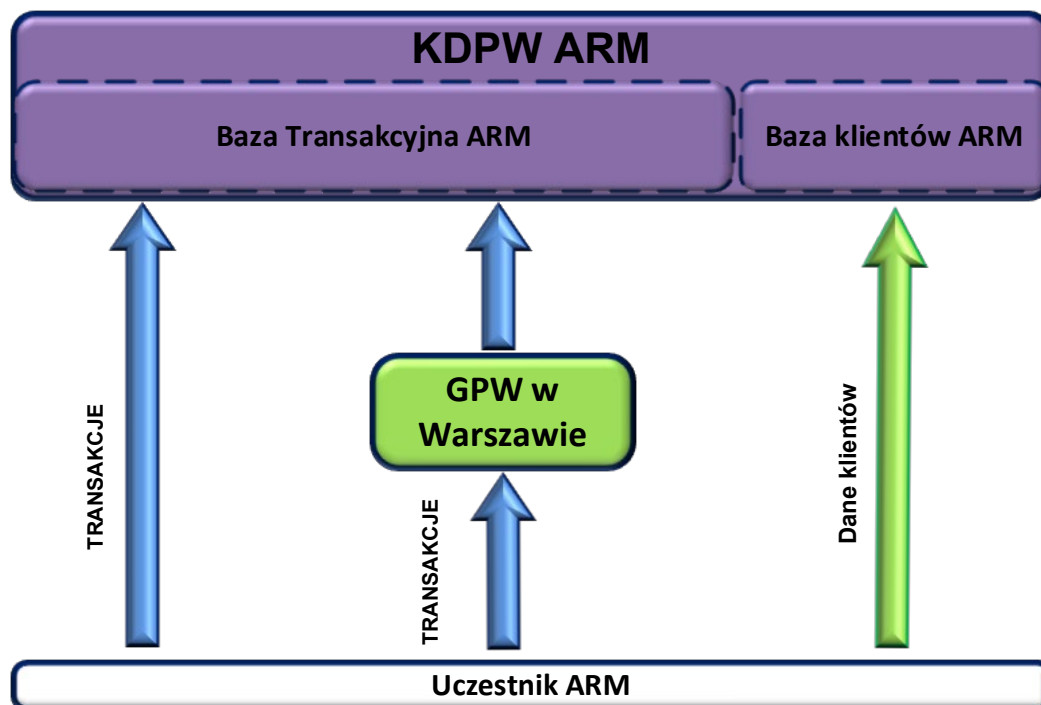 KDPW ARM
Baza Transakcyjna ARM
Baza klientów ARM
GPW w
Warszawie
TRANSAKCJE
TRANSAKCJE
Dane klientów
Uczestnik ARM